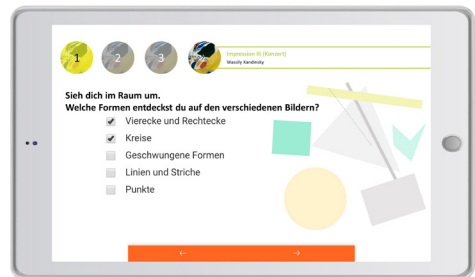 1
2
3
Impression III (Konzert)
Wassily Kandinsky
Sieh dich im Raum um.
Welche Formen entdeckst du auf den verschiedenen Bildern?
Vierecke und Rechtecke
Kreise
Geschwungene Formen
Linien und Striche
Punkte